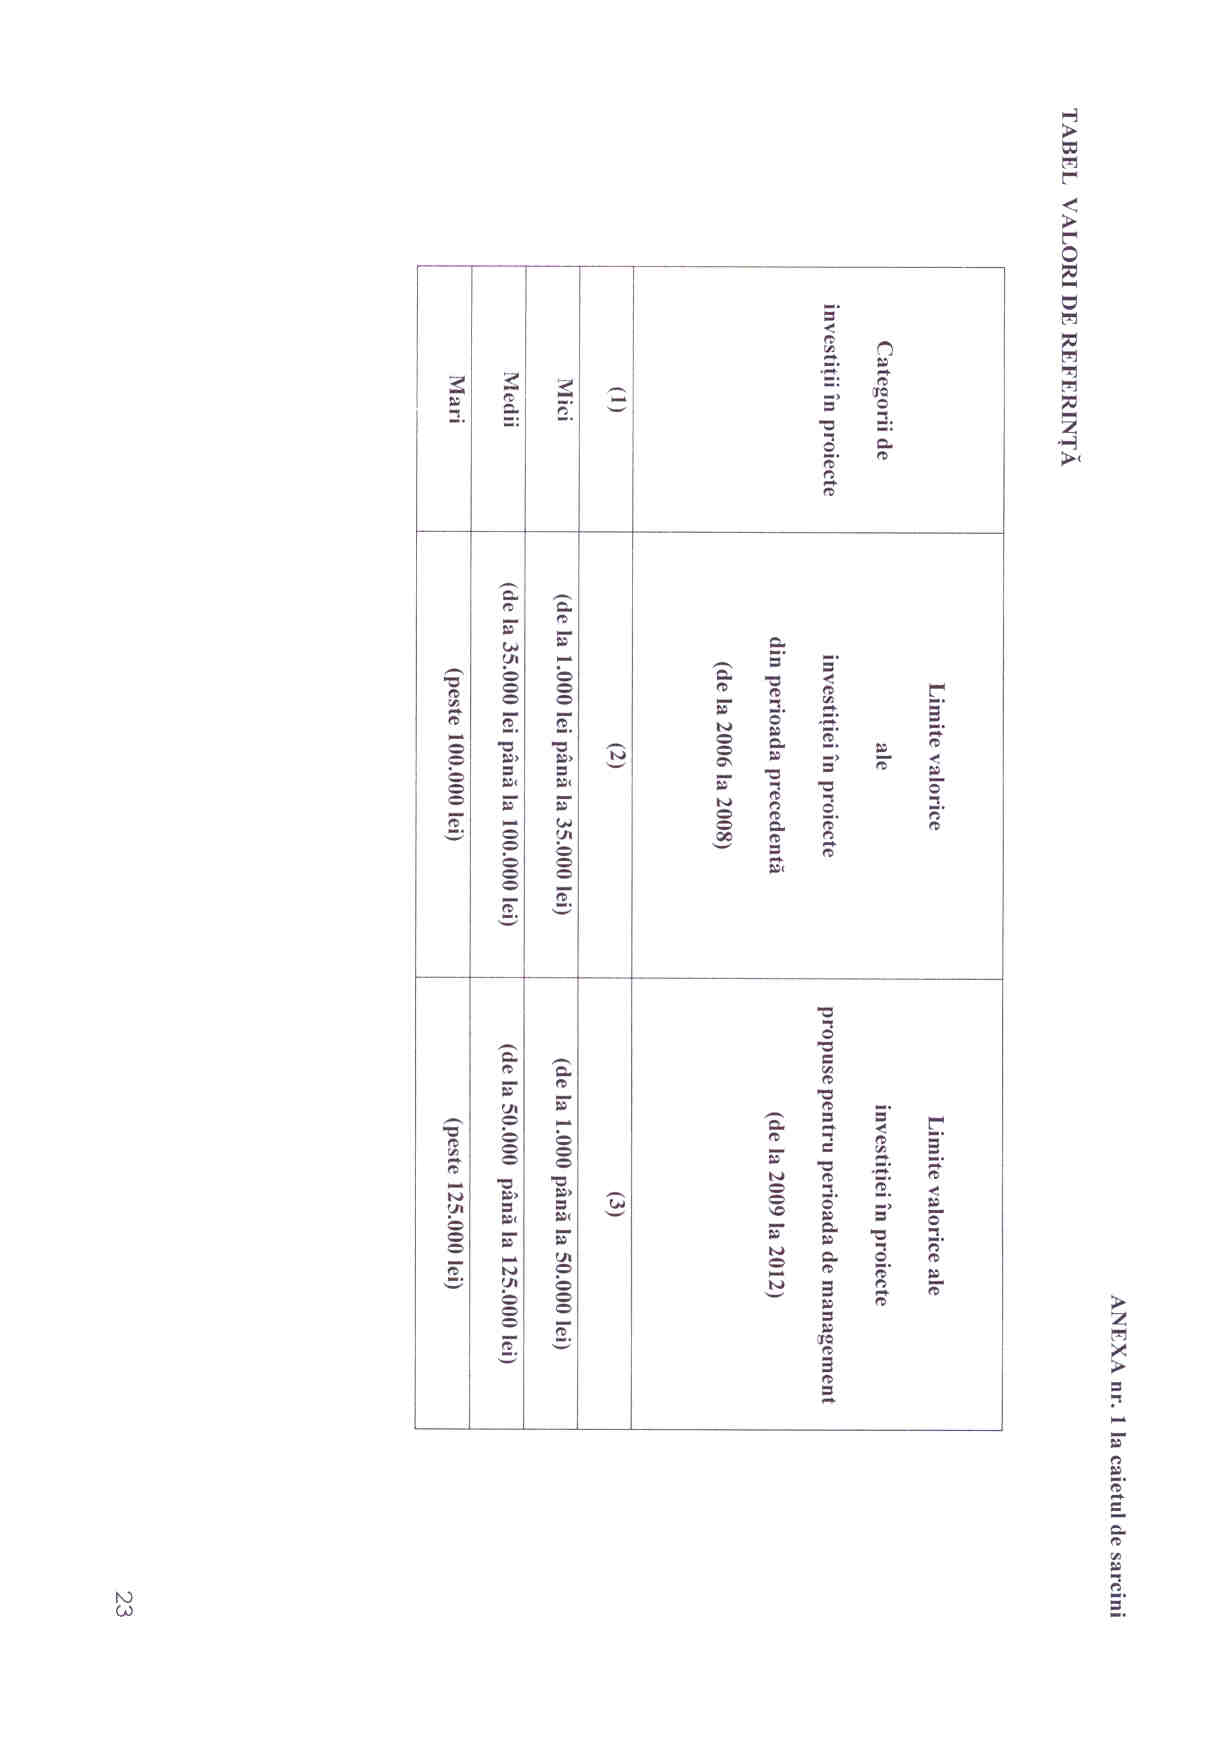 ANEXA nr. 1 la caietul de sarcini
TABEL VALORI DE REFERINȚĂ
Categorii de
investiții în proiecte
Limite valorice
ale
investiției în proiecte
din perioada precedentă
(de la 2006 la 2008)
Limite valorice ale
investiției în proiecte
propuse pentru perioada de management
(de la 2009 la 2012)
(1)
(2)
(3)
Mici
(de la 1.000 lei până la 35.000 lei)
(de la 1.000 până la 50.000 lei)
Medii
(de la 35.000 lei până la 100.000 lei)
(de la 50.000 până la 125.000 lei)
Mari
(peste 100.000 lei)
(peste 125.000 lei)
23